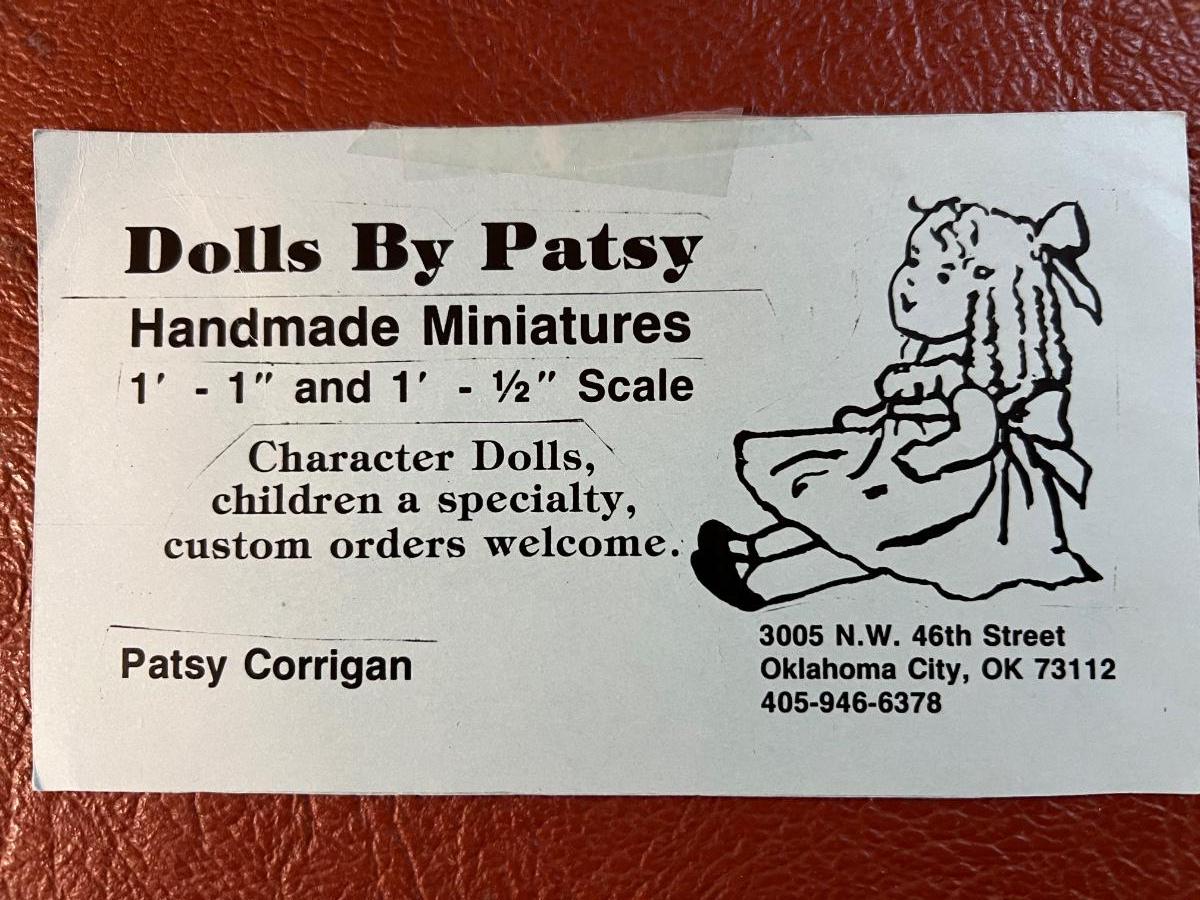 Dolls By Patsy
Handmade Miniatures
1′ - 1″ and 1′ - ½″ Scale
Character Dolls,
children a specialty,
custom orders welcome.
Patsy Corrigan
3005 N.W. 46th Street
Oklahoma City, OK 73112
405-946-6378